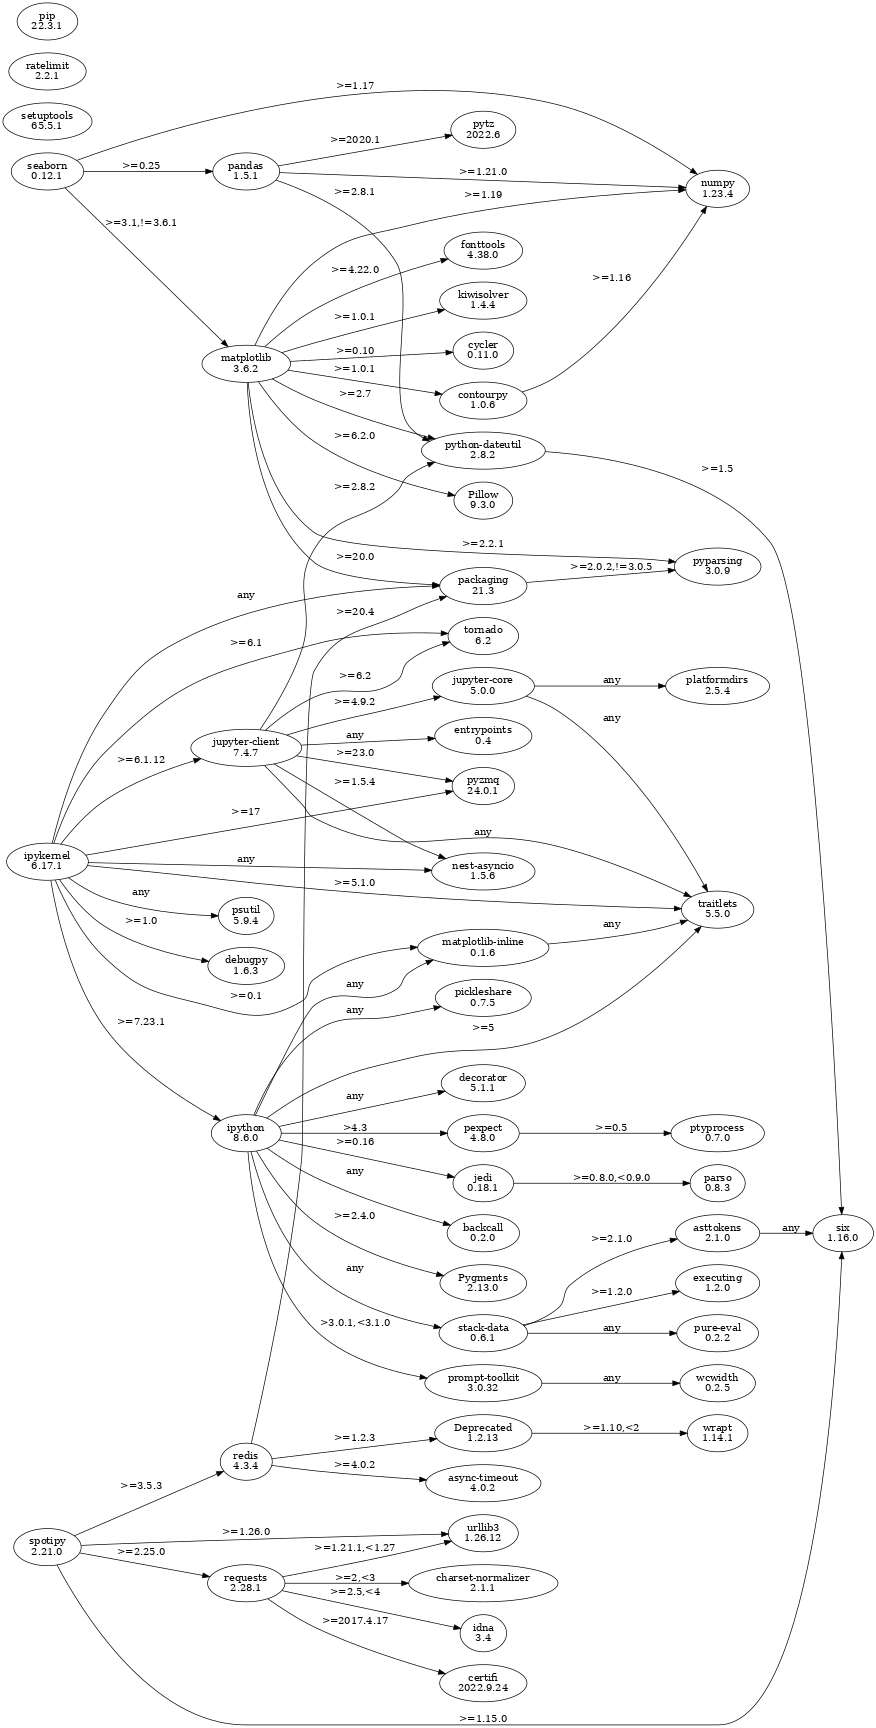 pip
22.3.1
ratelimit
2.2.1
setuptools
65.5.1
seaborn
0.12.1
>=1.17
>=0.25
>=3.1,!=3.6.1
pandas
1.5.1
>=2020.1
>=1.21.0
>=2.8.1
pytz
2022.6
numpy
1.23.4
>=1.19
fonttools
4.38.0
>=4.22.0
kiwisolver
1.4.4
>=1.0.1
cycler
0.11.0
>=0.10
matplotlib
3.6.2
>=1.0.1
contourpy
1.0.6
>=1.16
>=2.7
python-dateutil
2.8.2
>=1.5
>=6.2.0
Pillow
9.3.0
>=2.8.2
>=2.2.1
>=20.0
packaging
21.3
>=2.0.2,!=3.0.5
pyparsing
3.0.9
any
>=20.4
>=6.1
tornado
6.2
>=6.2
jupyter-core
5.0.0
any
platformdirs
2.5.4
>=4.9.2
any
jupyter-client
7.4.7
any
entrypoints
0.4
>=6.1.12
>=23.0
pyzmq
24.0.1
>=1.5.4
>=17
any
ipykernel
6.17.1
any
nest-asyncio
1.5.6
>=5.1.0
traitlets
5.5.0
any
psutil
5.9.4
>=1.0
debugpy
1.6.3
matplotlib-inline
0.1.6
any
>=0.1
any
pickleshare
0.7.5
any
>=7.23.1
>=5
decorator
5.1.1
any
ipython
8.6.0
>4.3
pexpect
4.8.0
>=0.5
ptyprocess
0.7.0
>=0.16
jedi
0.18.1
>=0.8.0,<0.9.0
parso
0.8.3
any
backcall
0.2.0
>=2.4.0
Pygments
2.13.0
>=2.1.0
asttokens
2.1.0
any
six
1.16.0
any
>=1.2.0
executing
1.2.0
stack-data
0.6.1
any
pure-eval
0.2.2
>3.0.1,<3.1.0
prompt-toolkit
3.0.32
any
wcwidth
0.2.5
Deprecated
1.2.13
>=1.10,<2
wrapt
1.14.1
>=1.2.3
redis
4.3.4
>=4.0.2
async-timeout
4.0.2
>=3.5.3
spotipy
2.21.0
>=1.26.0
urllib3
1.26.12
>=2.25.0
>=1.21.1,<1.27
requests
2.28.1
>=2,<3
charset-normalizer
2.1.1
>=2.5,<4
idna
3.4
>=2017.4.17
certifi
2022.9.24
>=1.15.0